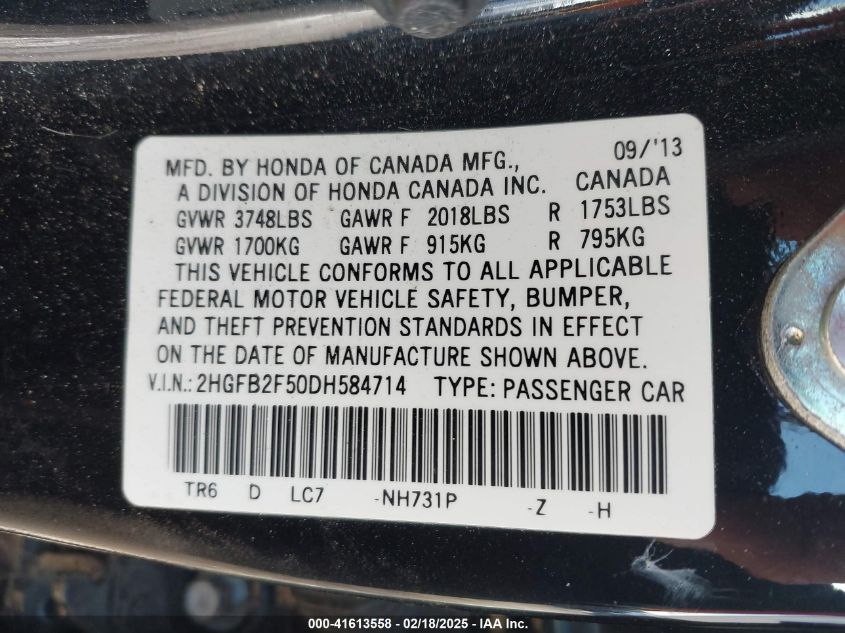 09/'13
MFD. BY HONDA OF CANADA MFG.,
A DIVISION OF HONDA CANADA INC. CANADA
GVWR 3748LBS GAWR F 2018LBS R 1753LBS
GVWR 1700KG GAWR F 915KG R 795KG
THIS VEHICLE CONFORMS TO ALL APPLICABLE
FEDERAL MOTOR VEHICLE SAFETY, BUMPER,
AND THEFT PREVENTION STANDARDS IN EFFECT
ON THE DATE OF MANUFACTURE SHOWN ABOVE.
V.I.N.: 2HGFB2F50DH584714 TYPE: PASSENGER CAR
TR6 D LC7 -NH731P -Z -H
000-41613558 - 02/18/2025 - IAA Inc.